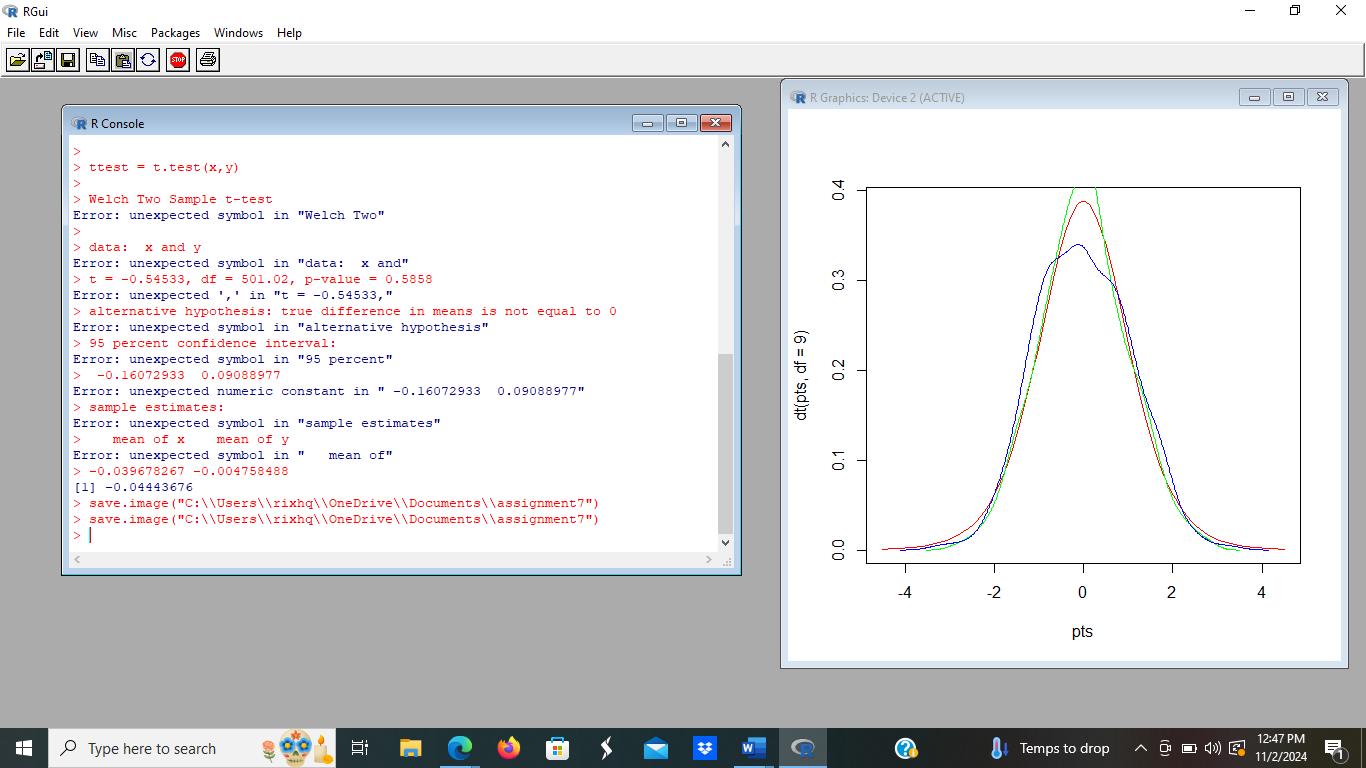 RGui
File Edit View Misc Packages Windows Help
STOP
R Console
>
> ttest = t.test(x,y)
>
> Welch Two Sample t-test
Error: unexpected symbol in "Welch Two"
>
> data:  x and y
Error: unexpected symbol in "data:  x and"
> t = -0.54533, df = 501.02, p-value = 0.5858
Error: unexpected ',' in "t = -0.54533,"
> alternative hypothesis: true difference in means is not equal to 0
Error: unexpected symbol in "alternative hypothesis"
> 95 percent confidence interval:
Error: unexpected symbol in "95 percent"
>  -0.16072933  0.09088977
Error: unexpected numeric constant in " -0.16072933  0.09088977"
> sample estimates:
Error: unexpected symbol in "sample estimates"
>    mean of x    mean of y
Error: unexpected symbol in "   mean of"
> -0.039678267 -0.004758488
[1] -0.04443676
> save.image("C:\\Users\\rixhq\\OneDrive\\Documents\\assignment7")
> save.image("C:\\Users\\rixhq\\OneDrive\\Documents\\assignment7")
>
R Graphics: Device 2 (ACTIVE)
dt(pts, df = 9)
0.4
0.3
0.2
0.1
0.0
-4 -2 0 2 4
pts
Type here to search
Temps to drop
12:47 PM
11/2/2024
1